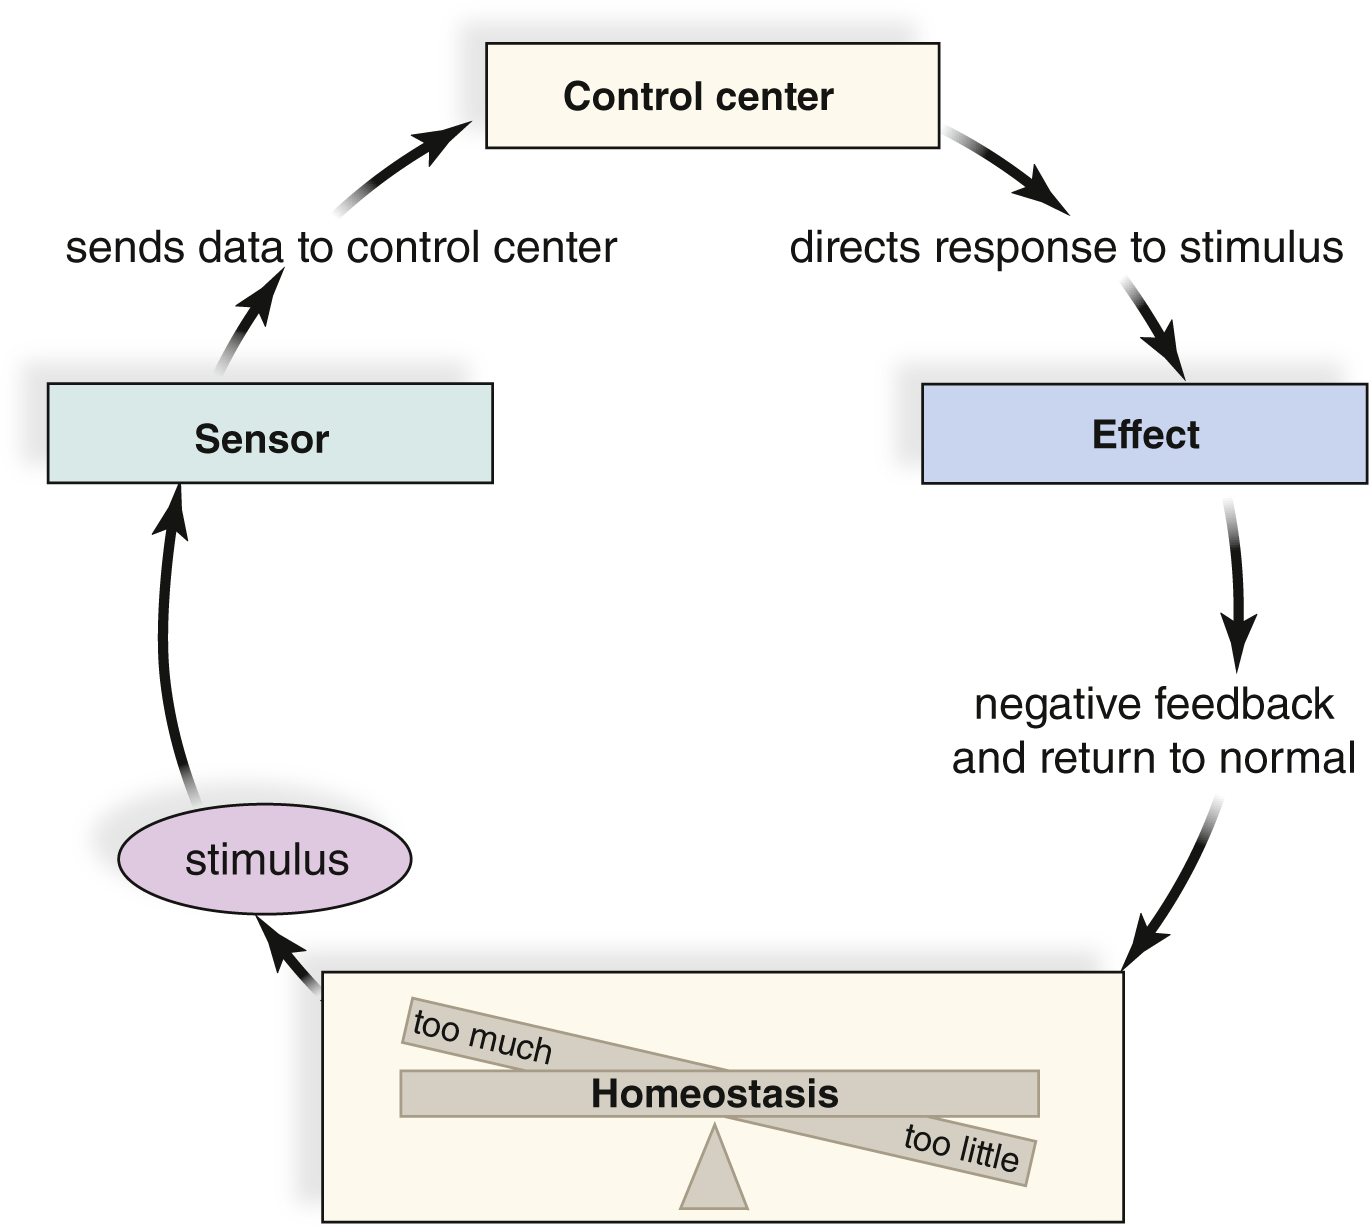 Control center
sends data to control center
directs response to stimulus
Sensor
Effect
negative feedback
and return to normal
stimulus
too much
Homeostasis
too little